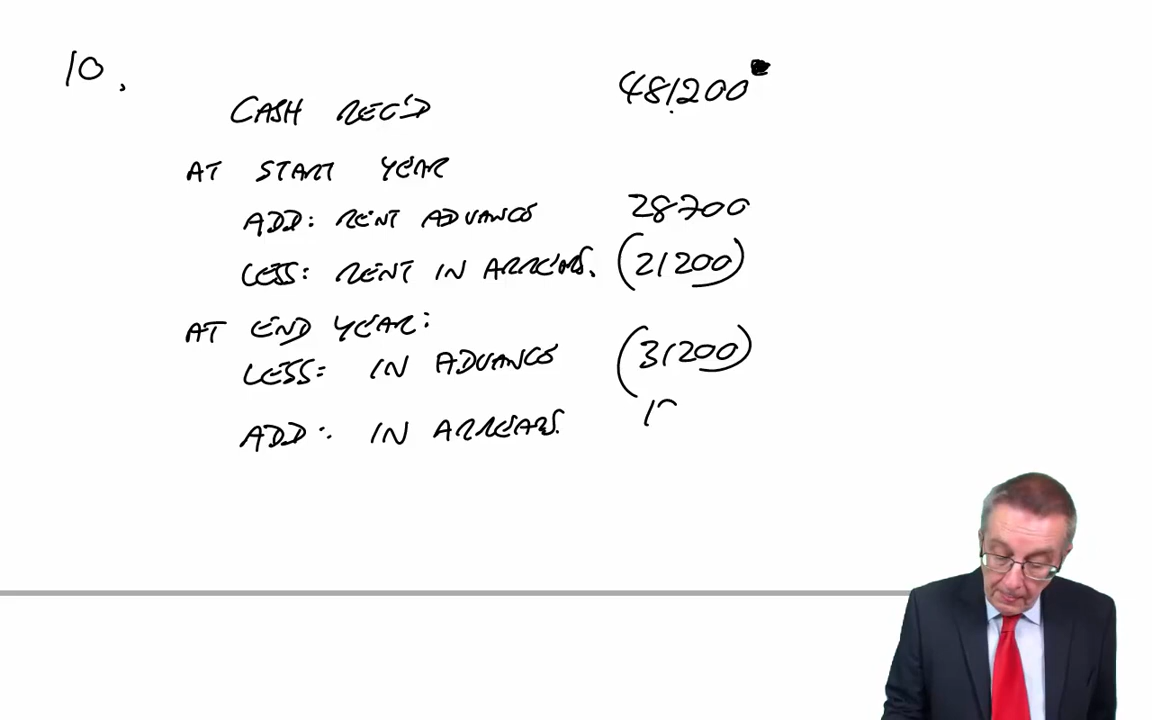 10,
CASH REC'D 481200
AT START YEAR
ADD: RENT ADVANCE 28700
LESS: RENT IN ARREARS. (21200)
AT END YEAR:
LESS: IN ADVANCE (31200)
ADD: IN ARREARS.